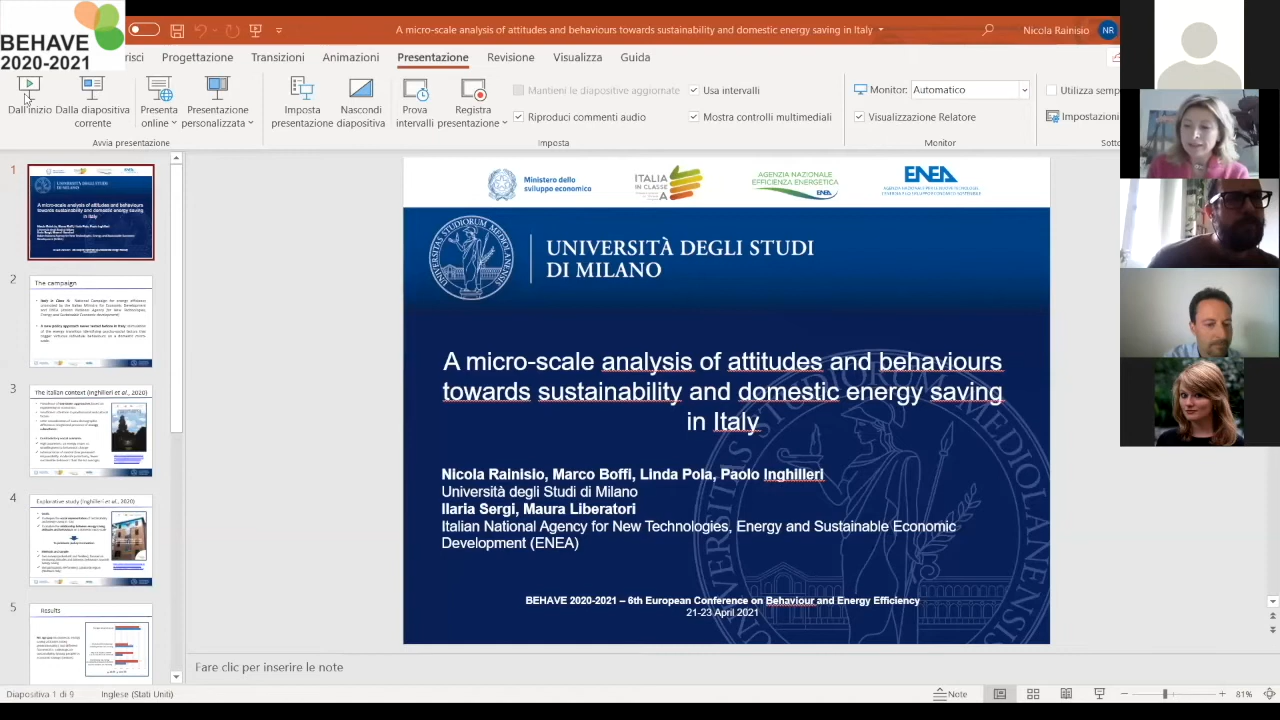 BEHAVE
2020-2021
A micro-scale analysis of attitudes and behaviours towards sustainability and domestic energy saving in Italy
Nicola Rainisio
NR
risci
Progettazione
Transizioni
Animazioni
Presentazione
Revisione
Visualizza
Guida
Dall'inizio
Dalla diapositiva
corrente
Presenta
online
Presentazione
personalizzata
Imposta
presentazione
Nascondi
diapositiva
Prova
intervalli
Registra
presentazione
Mantieni le diapositive aggiornate
Riproduci commenti audio
Usa intervalli
Mostra controlli multimediali
Monitor:
Automatico
Visualizzazione Relatore
Utilizza semp
Impostazioni
Avvia presentazione
Imposta
Monitor
Sotto
1
2
The campaign
3
The Italian context (Inghilleri et al., 2020)
4
Explorative study (Inghilleri et al., 2020)
5
Results
Ministero dello
sviluppo economico
ITALIA
IN CLASSE
A
AGENZIA NAZIONALE
EFFICIENZA ENERGETICA
ENEA
ENEA
UNIVERSITÀ DEGLI STUDI
DI MILANO
A micro-scale analysis of attitudes and behaviours
towards sustainability and domestic energy saving
in Italy
Nicola Rainisio, Marco Boffi, Linda Pola, Paolo Inghilleri
Università degli Studi di Milano
Ilaria Sergi, Maura Liberatori
Italian National Agency for New Technologies, Energy and Sustainable Economic
Development (ENEA)
BEHAVE 2020-2021 – 6th European Conference on Behaviour and Energy Efficiency
21-23 April 2021
Fare clic per inserire le note
Diapositiva 1 di 9
Inglese (Stati Uniti)
Note
81%